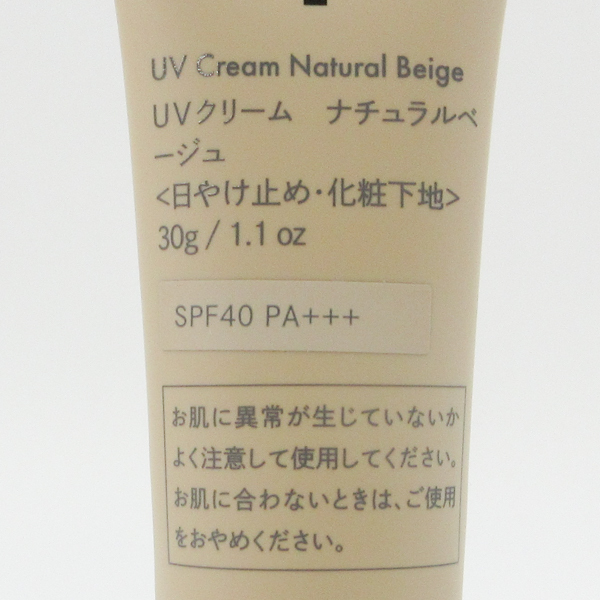 UV Cream Natural Beige
UVクリーム　ナチュラルベ
ージュ
<日やけ止め・化粧下地>
30g / 1.1 oz
SPF40 PA+++
お肌に異常が生じていないか
よく注意して使用してください。
お肌に合わないときは、ご使用
をおやめください。